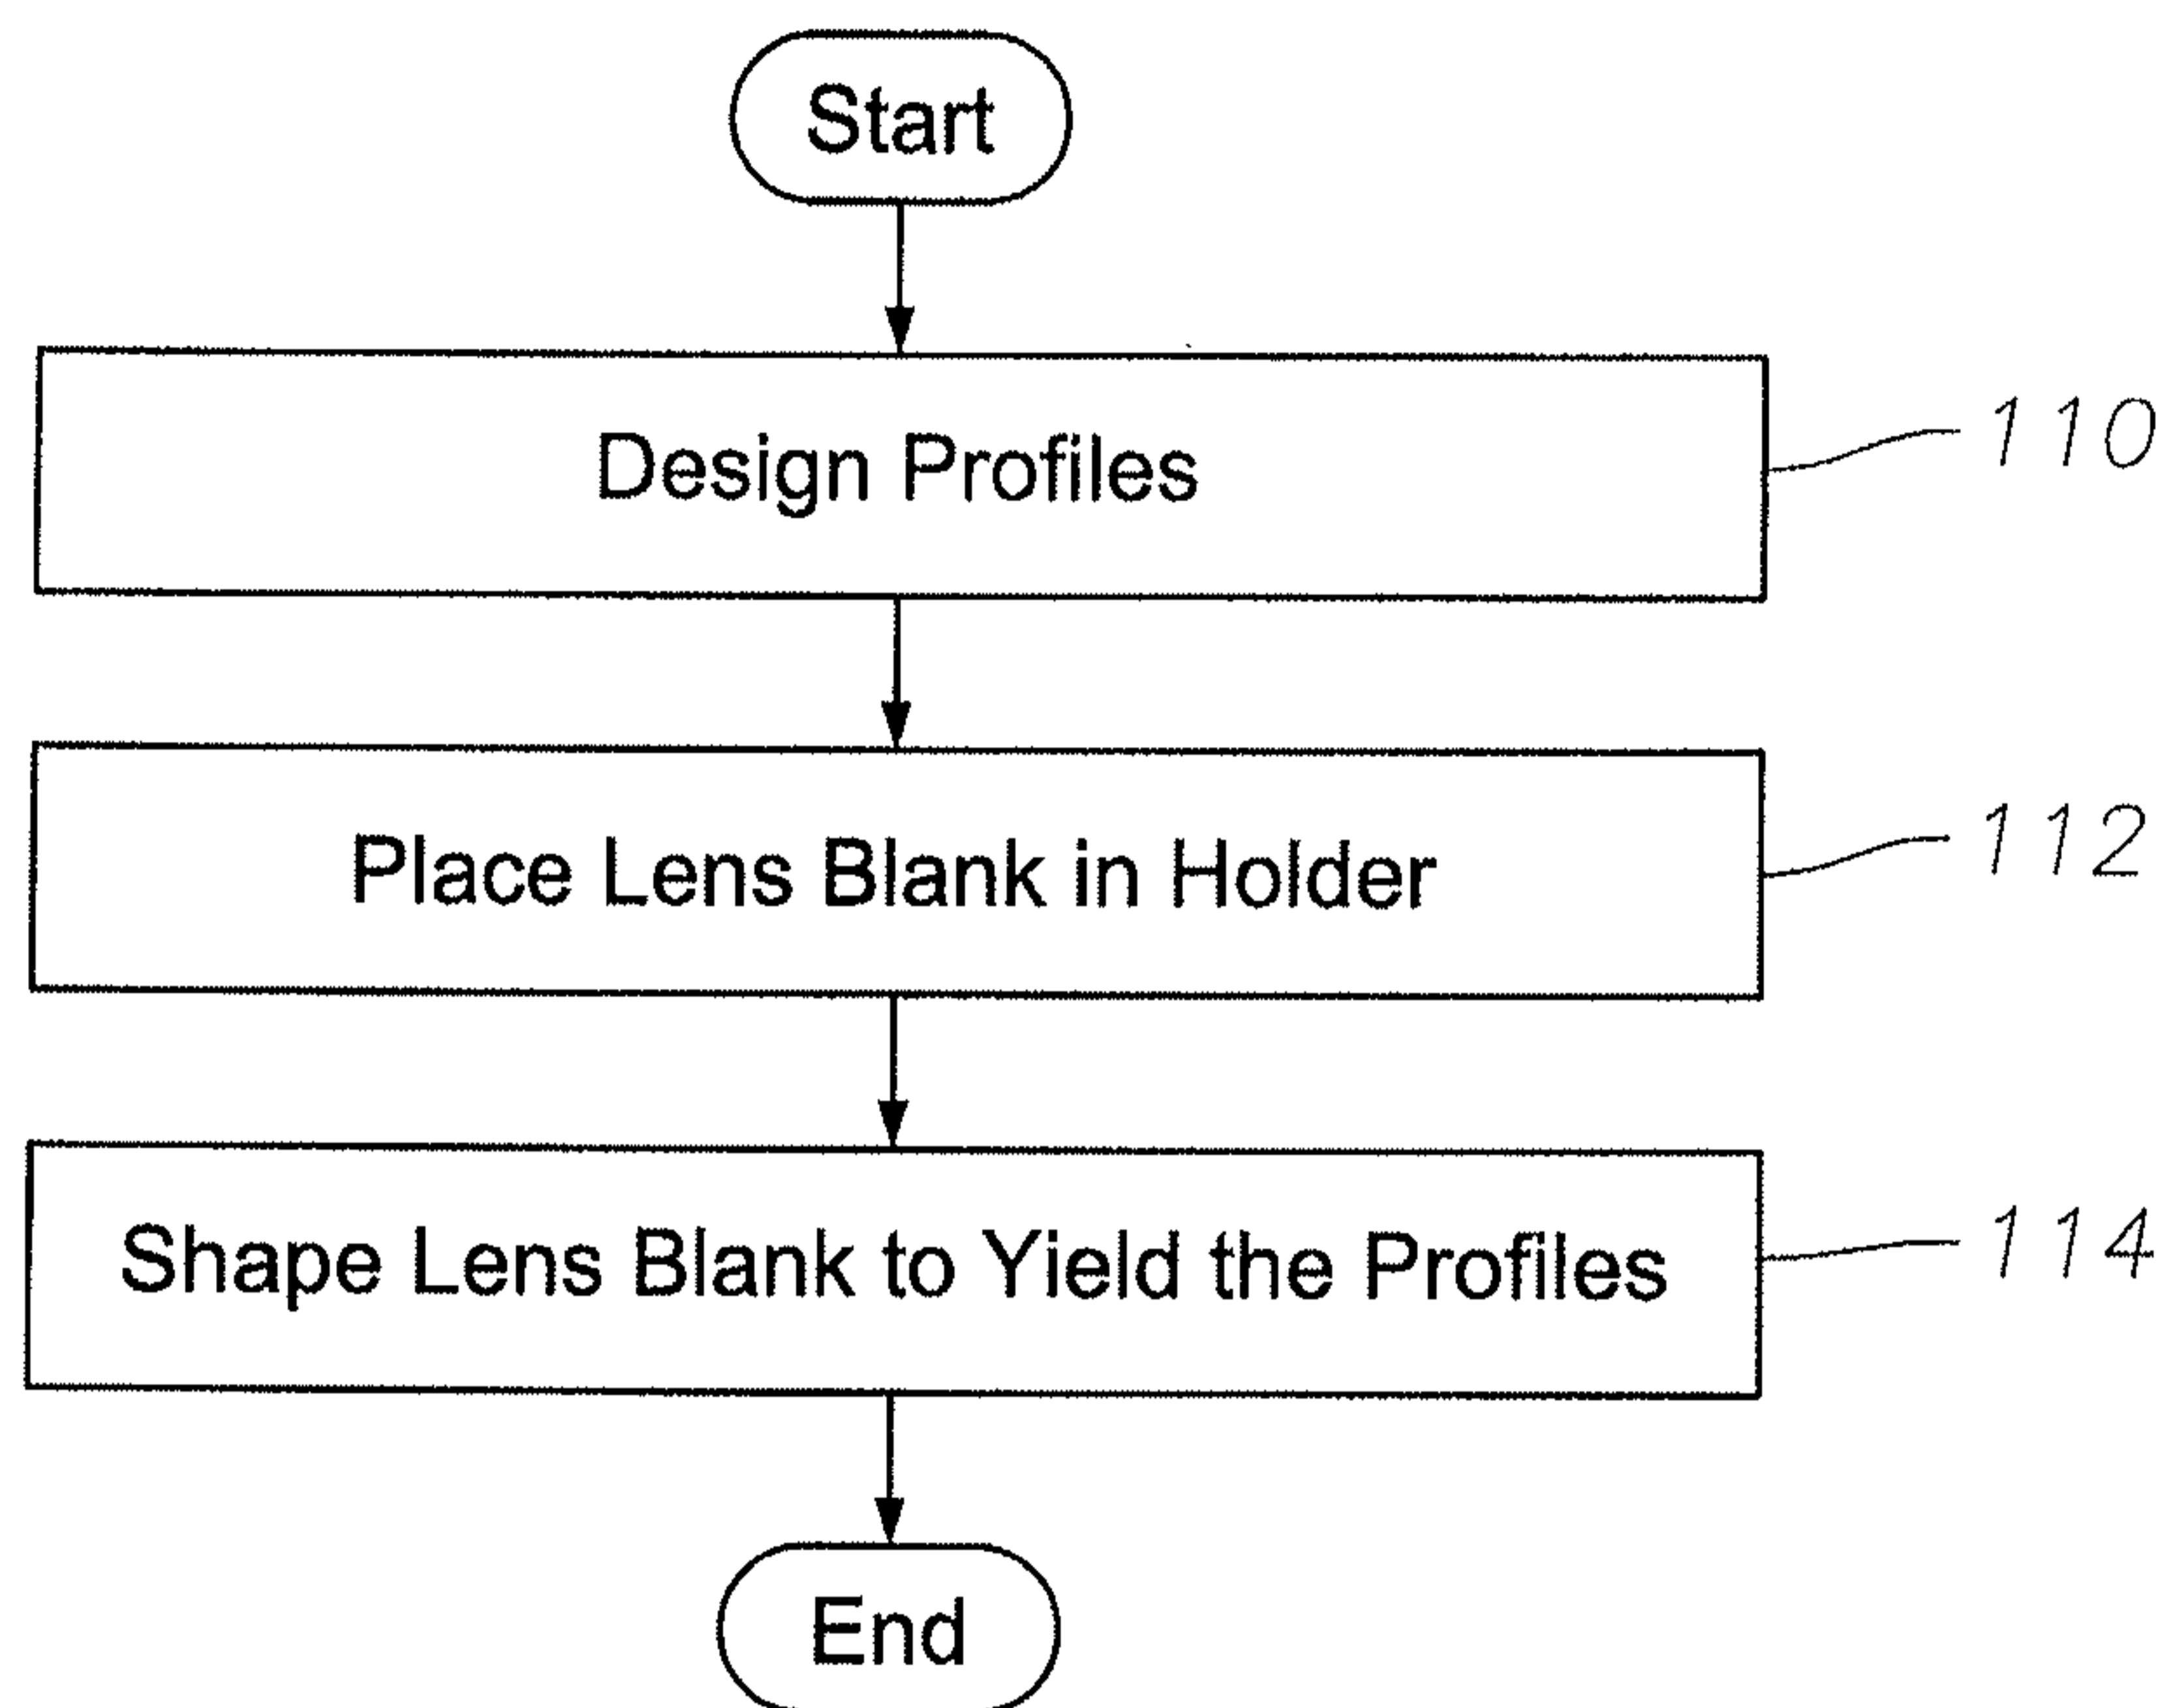 Start
Design Profiles
110
Place Lens Blank in Holder
112
Shape Lens Blank to Yield the Profiles
114
End